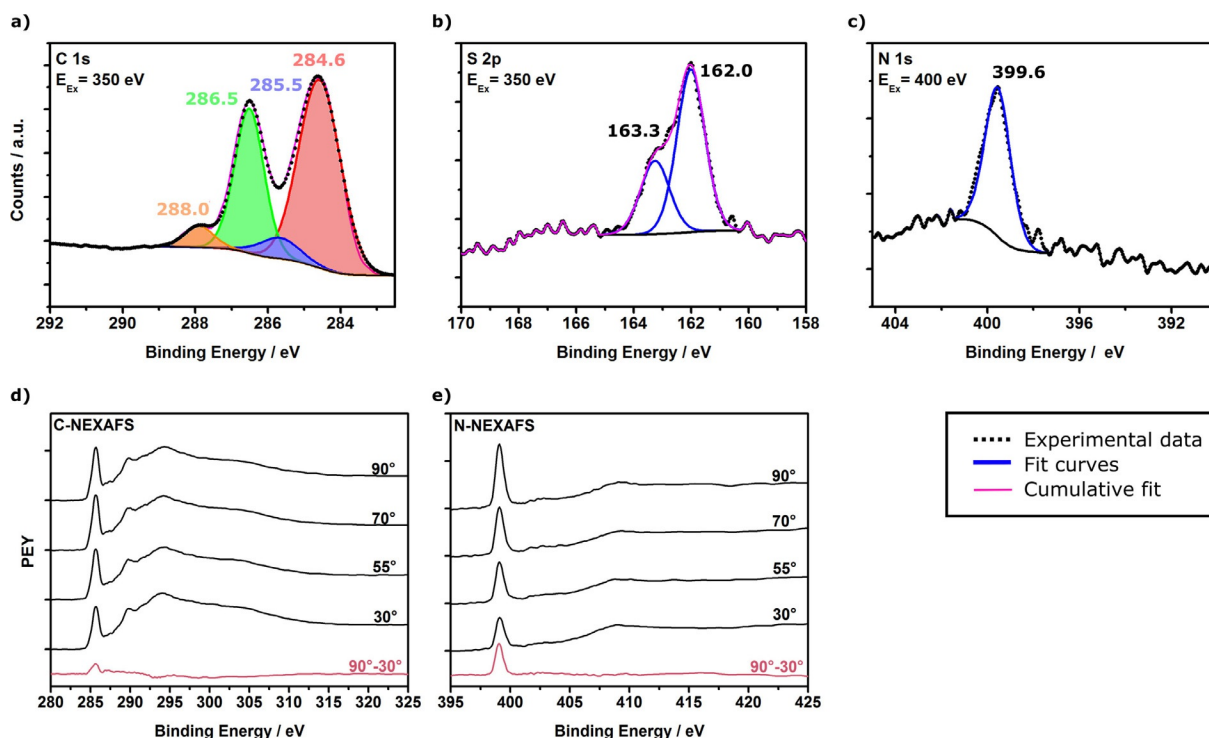 a)
C 1s
E_Ex = 350 eV
284.6
285.5
286.5
288.0
Counts / a.u.
292 290 288 286 284
Binding Energy / eV
b)
S 2p
E_Ex = 350 eV
162.0
163.3
170 168 166 164 162 160 158
Binding Energy / eV
c)
N 1s
E_Ex = 400 eV
399.6
404 400 396 392
Binding Energy / eV
d)
C-NEXAFS
90°
70°
55°
30°
90°-30°
PEY
280 285 290 295 300 305 310 315 320 325
Binding Energy / eV
e)
N-NEXAFS
90°
70°
55°
30°
90°-30°
395 400 405 410 415 420 425
Binding Energy / eV
Experimental data
Fit curves
Cumulative fit